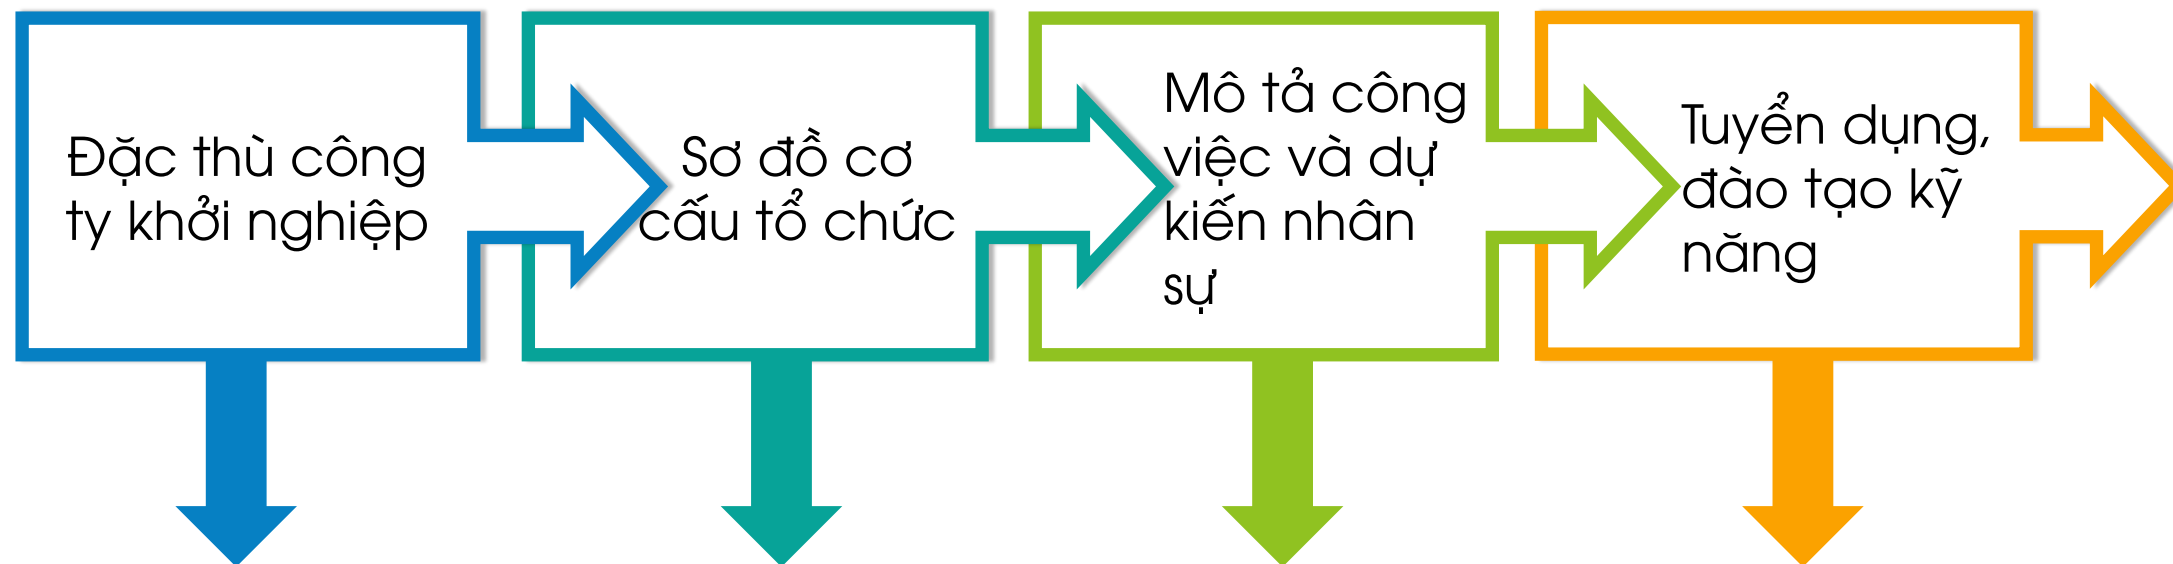 Đặc thù công
ty khởi nghiệp
Sơ đồ cơ
cấu tổ chức
Mô tả công
việc và dự
kiến nhân
sự
Tuyển dụng,
đào tạo kỹ
năng